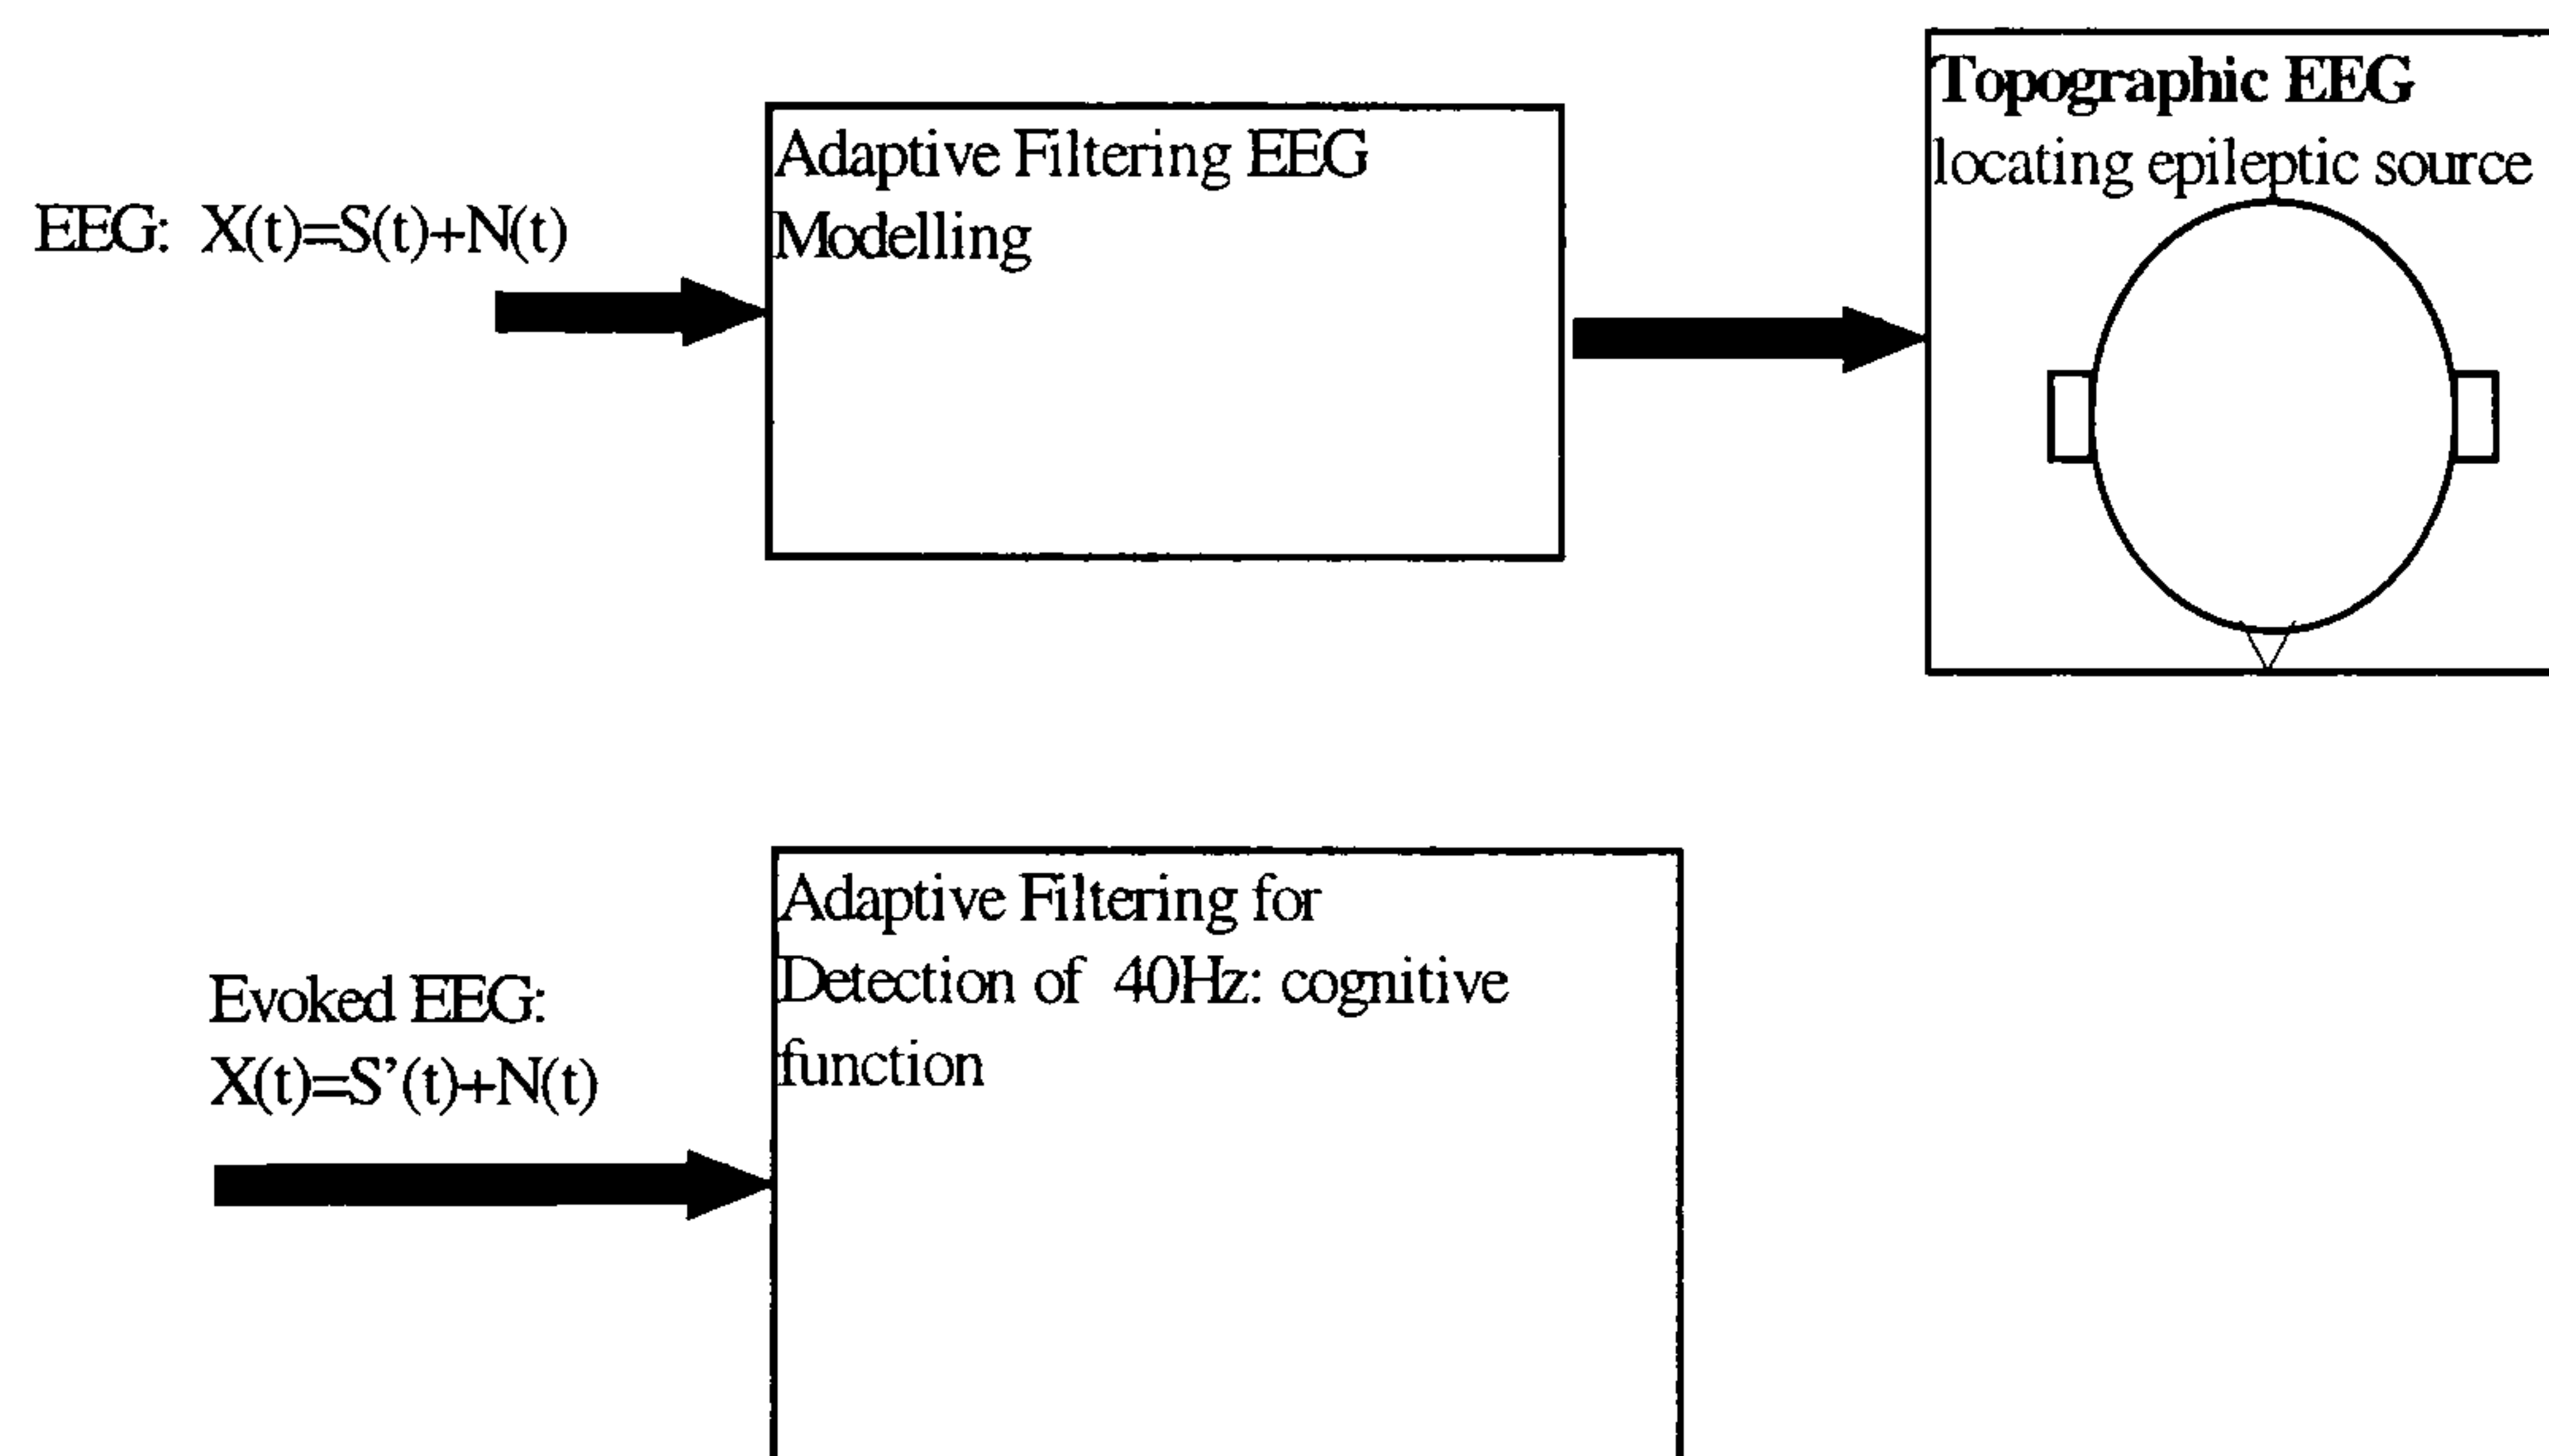 EEG: X(t)=S(t)+N(t)
Adaptive Filtering EEG
Modelling
Topographic EEG
locating epileptic source
Evoked EEG:
X(t)=S’(t)+N(t)
Adaptive Filtering for
Detection of 40Hz: cognitive
function